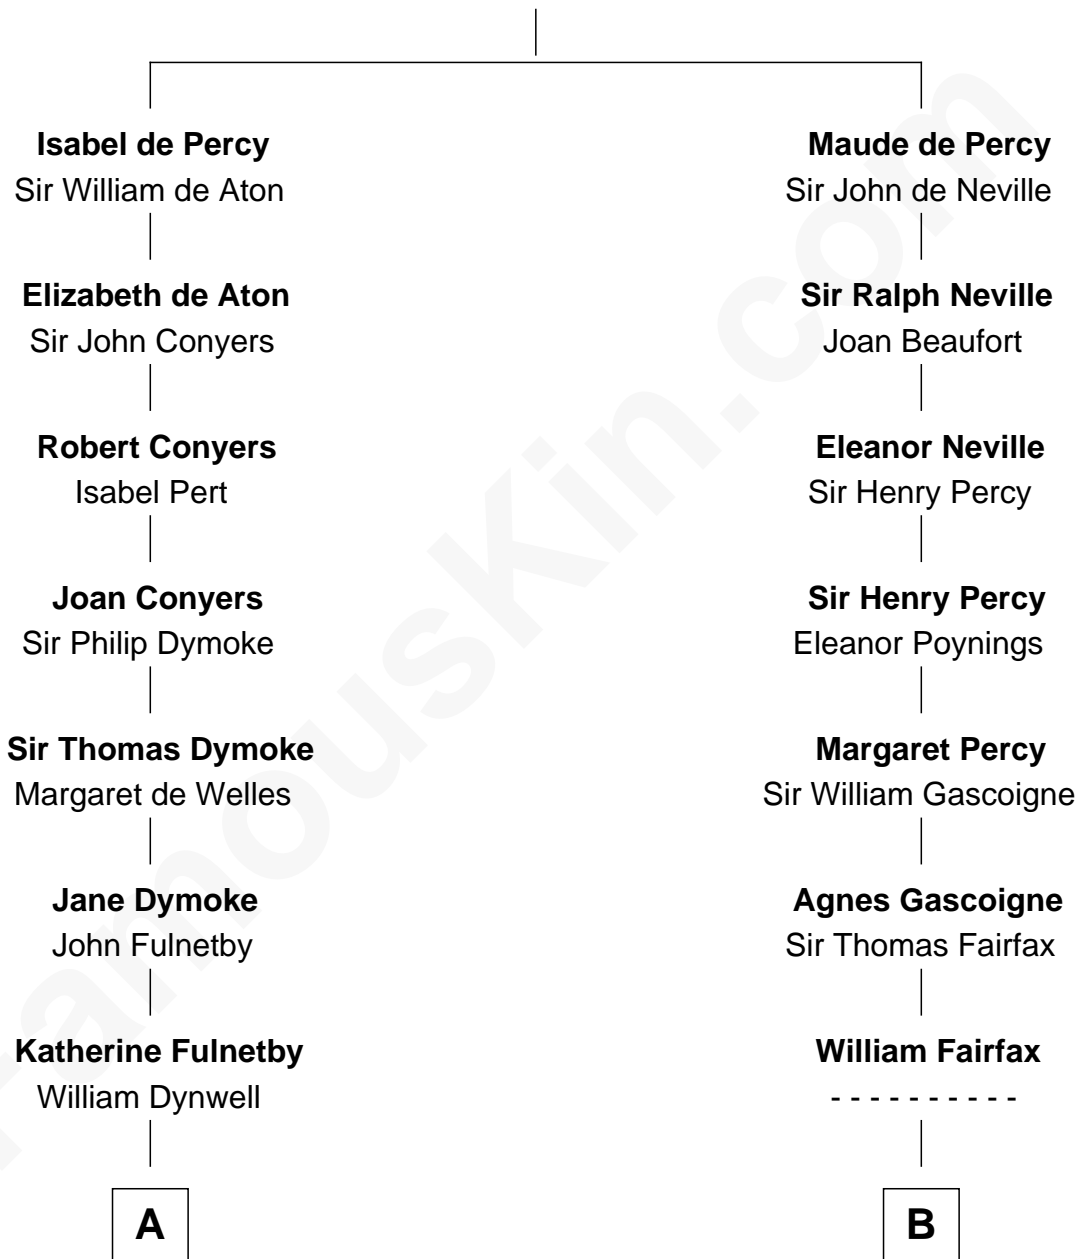 Isabel de Percy
Sir William de Aton
Elizabeth de Aton
Sir John Conyers
Robert Conyers
Isabel Pert
Joan Conyers
Sir Philip Dymoke
Sir Thomas Dymoke
Margaret de Welles
Jane Dymoke
John Fulnetby
Katherine Fulnetby
William Dynwell
A
Maude de Percy
Sir John de Neville
Sir Ralph Neville
Joan Beaufort
Eleanor Neville
Sir Henry Percy
Sir Henry Percy
Eleanor Poynings
Margaret Percy
Sir William Gascoigne
Agnes Gascoigne
Sir Thomas Fairfax
William Fairfax
- - - - - - - - - -
B
FamousKin.com